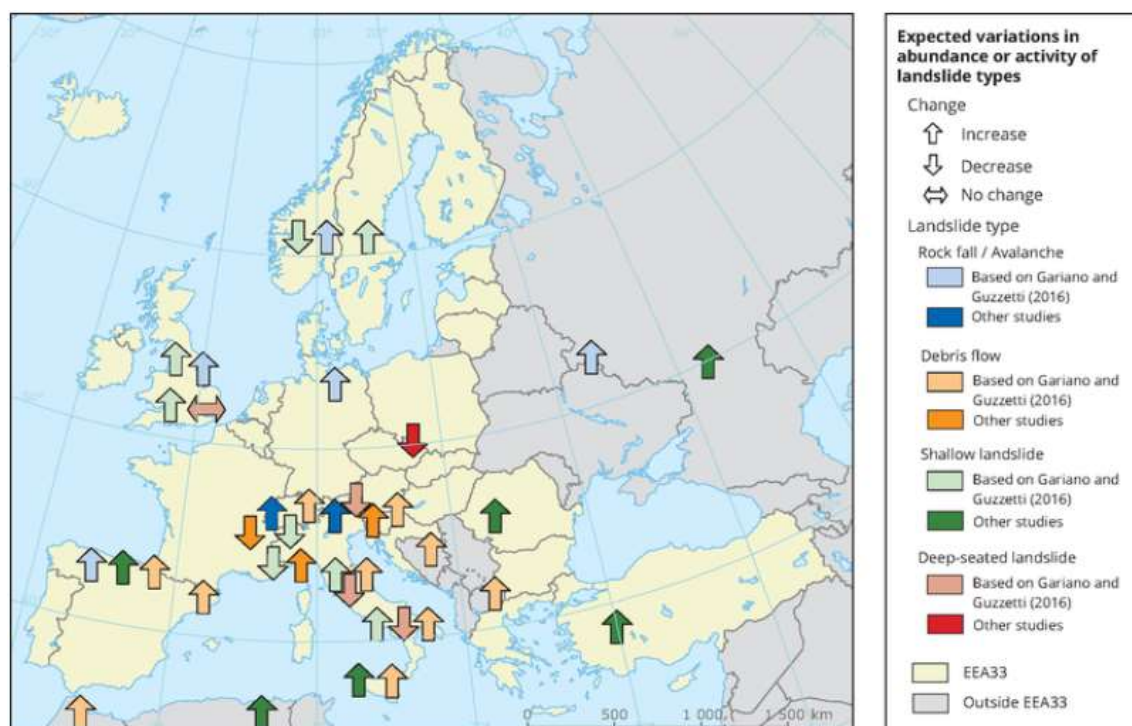 Expected variations in
abundance or activity of
landslide types
Change
Increase
Decrease
No change
Landslide type
Rock fall / Avalanche
Based on Gariano and
Guzzetti (2016)
Other studies
Debris flow
Based on Gariano and
Guzzetti (2016)
Other studies
Shallow landslide
Based on Gariano and
Guzzetti (2016)
Other studies
Deep-seated landslide
Based on Gariano and
Guzzetti (2016)
Other studies
EEA33
Outside EEA33
0 500 1 000 1 500 km